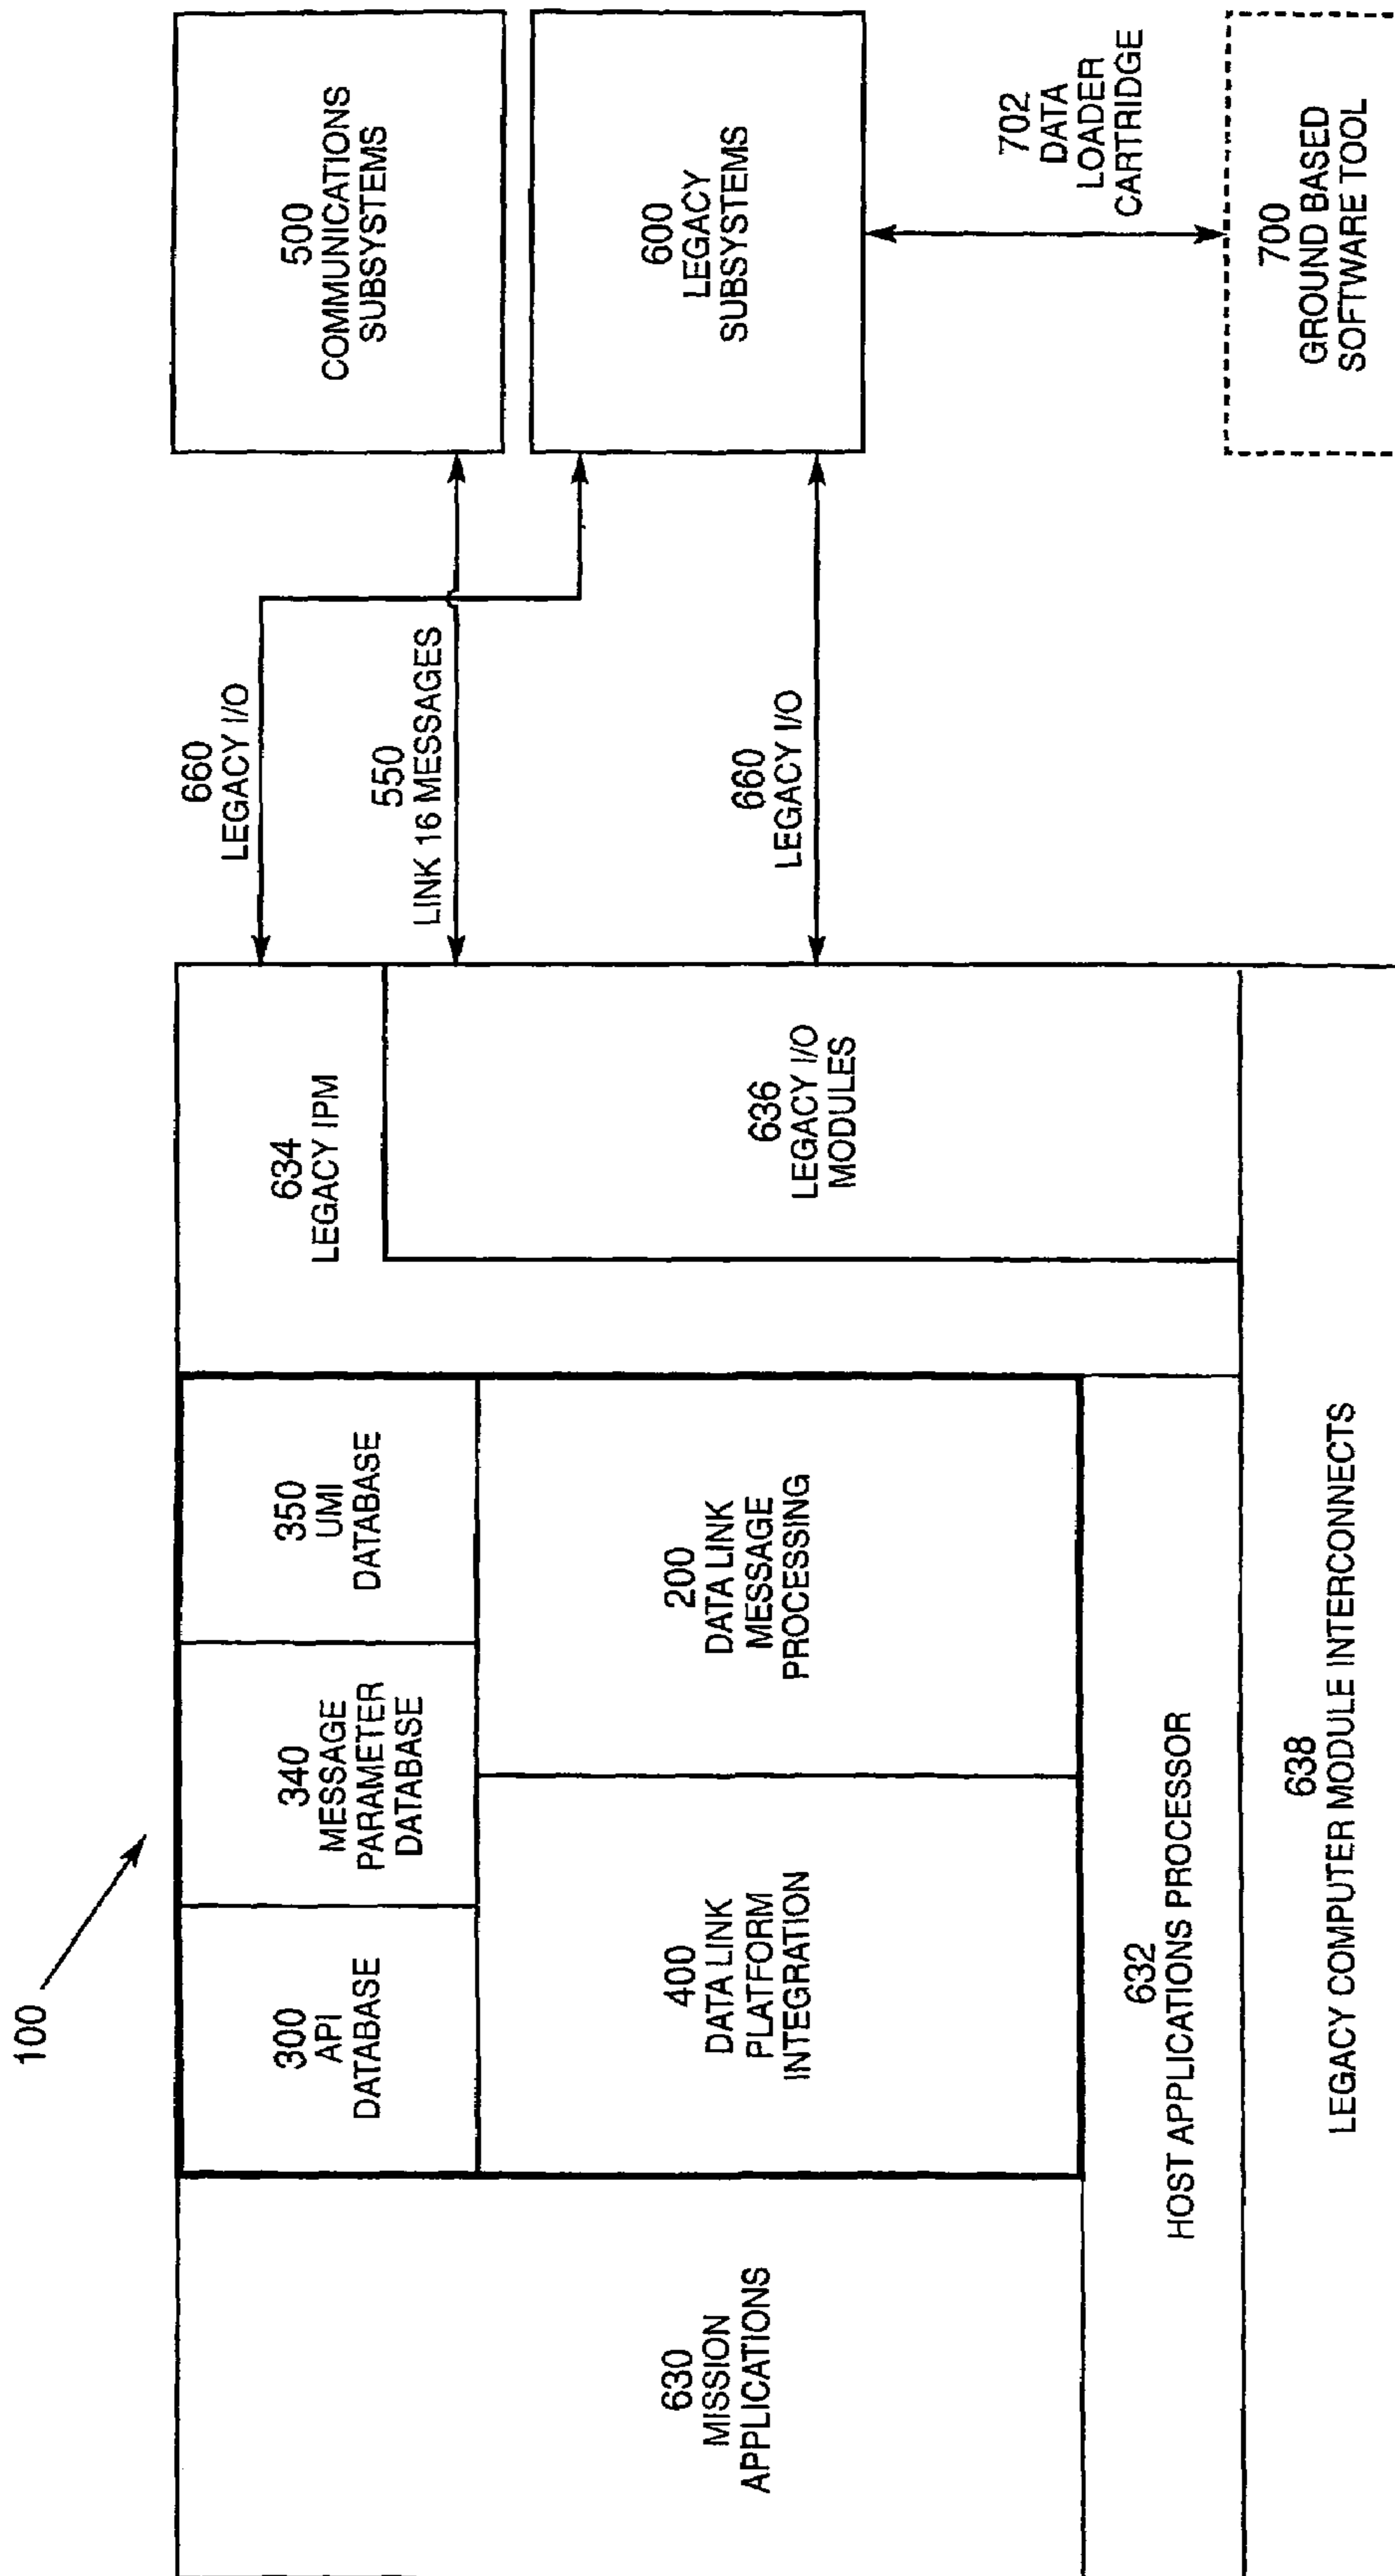 100
630
MISSION
APPLICATIONS
300
API
DATABASE
340
MESSAGE
PARAMETER
DATABASE
350
UMI
DATABASE
400
DATA LINK
PLATFORM
INTEGRATION
200
DATA LINK
MESSAGE
PROCESSING
632
HOST APPLICATIONS PROCESSOR
634
LEGACY IPM
636
LEGACY I/O
MODULES
638
LEGACY COMPUTER MODULE INTERCONNECTS
660
LEGACY I/O
550
LINK 16 MESSAGES
660
LEGACY I/O
500
COMMUNICATIONS
SUBSYSTEMS
600
LEGACY
SUBSYSTEMS
702
DATA
LOADER
CARTRIDGE
700
GROUND BASED
SOFTWARE TOOL